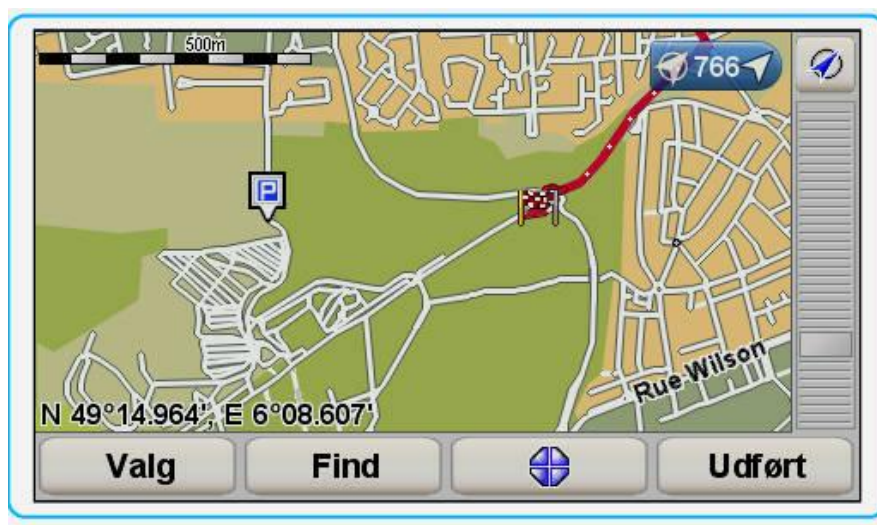 500m
766
P
Rue Wilson
N 49°14.964', E 6°08.607'
Valg
Find
Udført